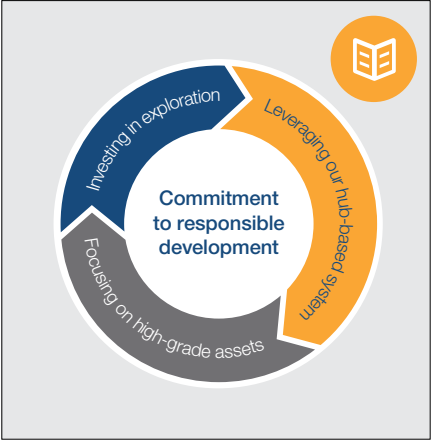 Investing in exploration
Leveraging our hub-based system
Focusing on high-grade assets
Commitment
to responsible
development